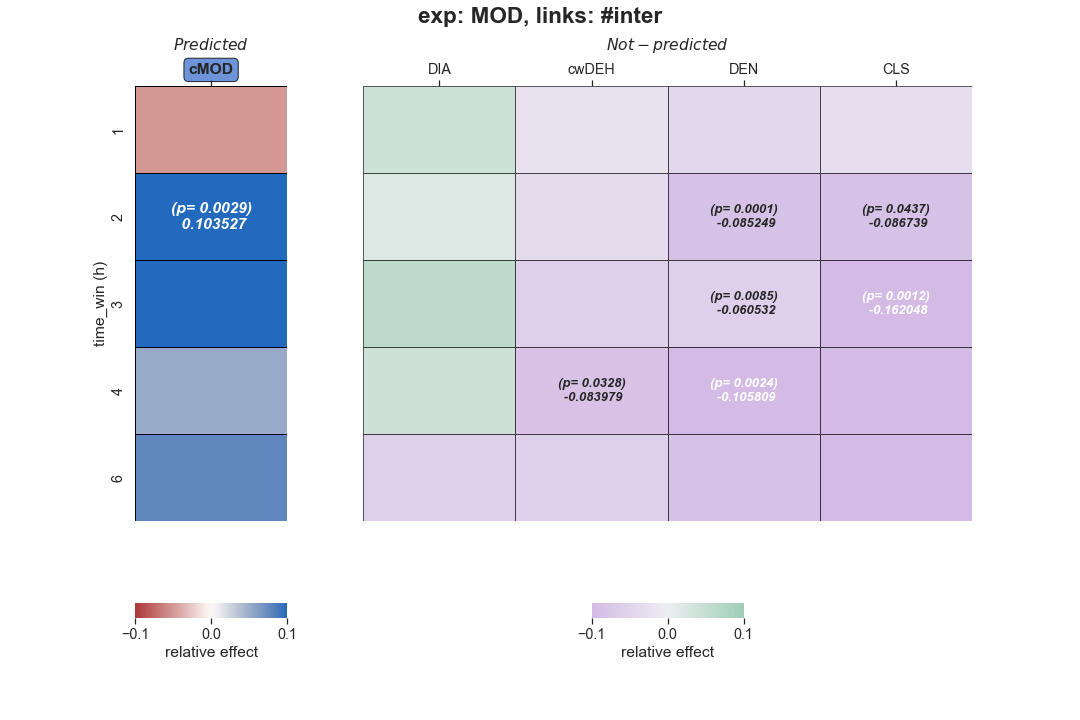 exp: MOD, links: #inter
Predicted
Not − predicted
cMOD
DIA
cwDEH
DEN
CLS
time_win (h)
1
2
(p= 0.0029)
0.103527
(p= 0.0001)
-0.085249
(p= 0.0437)
-0.086739
3
(p= 0.0085)
-0.060532
(p= 0.0012)
-0.162048
4
(p= 0.0328)
-0.083979
(p= 0.0024)
-0.105809
6
−0.1 0.0 0.1
relative effect
−0.1 0.0 0.1
relative effect